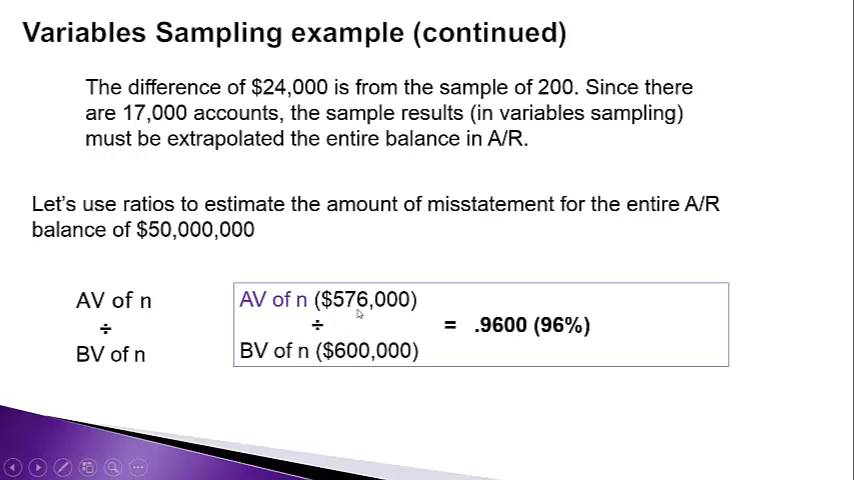 Variables Sampling example (continued)
The difference of $24,000 is from the sample of 200. Since there
are 17,000 accounts, the sample results (in variables sampling)
must be extrapolated the entire balance in A/R.
Let's use ratios to estimate the amount of misstatement for the entire A/R
balance of $50,000,000
AV of n
÷
BV of n
AV of n ($576,000)
÷
= .9600 (96%)
BV of n ($600,000)